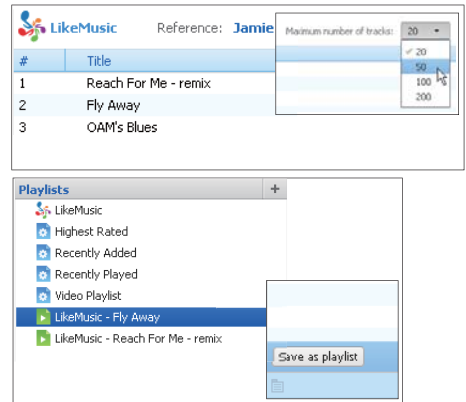 LikeMusic Reference: Jamie
Maximum number of tracks: 20
20
50
100
200
# Title
1 Reach For Me - remix
2 Fly Away
3 OAM's Blues
Playlists +
LikeMusic
Highest Rated
Recently Added
Recently Played
Video Playlist
LikeMusic - Fly Away
LikeMusic - Reach For Me - remix
Save as playlist